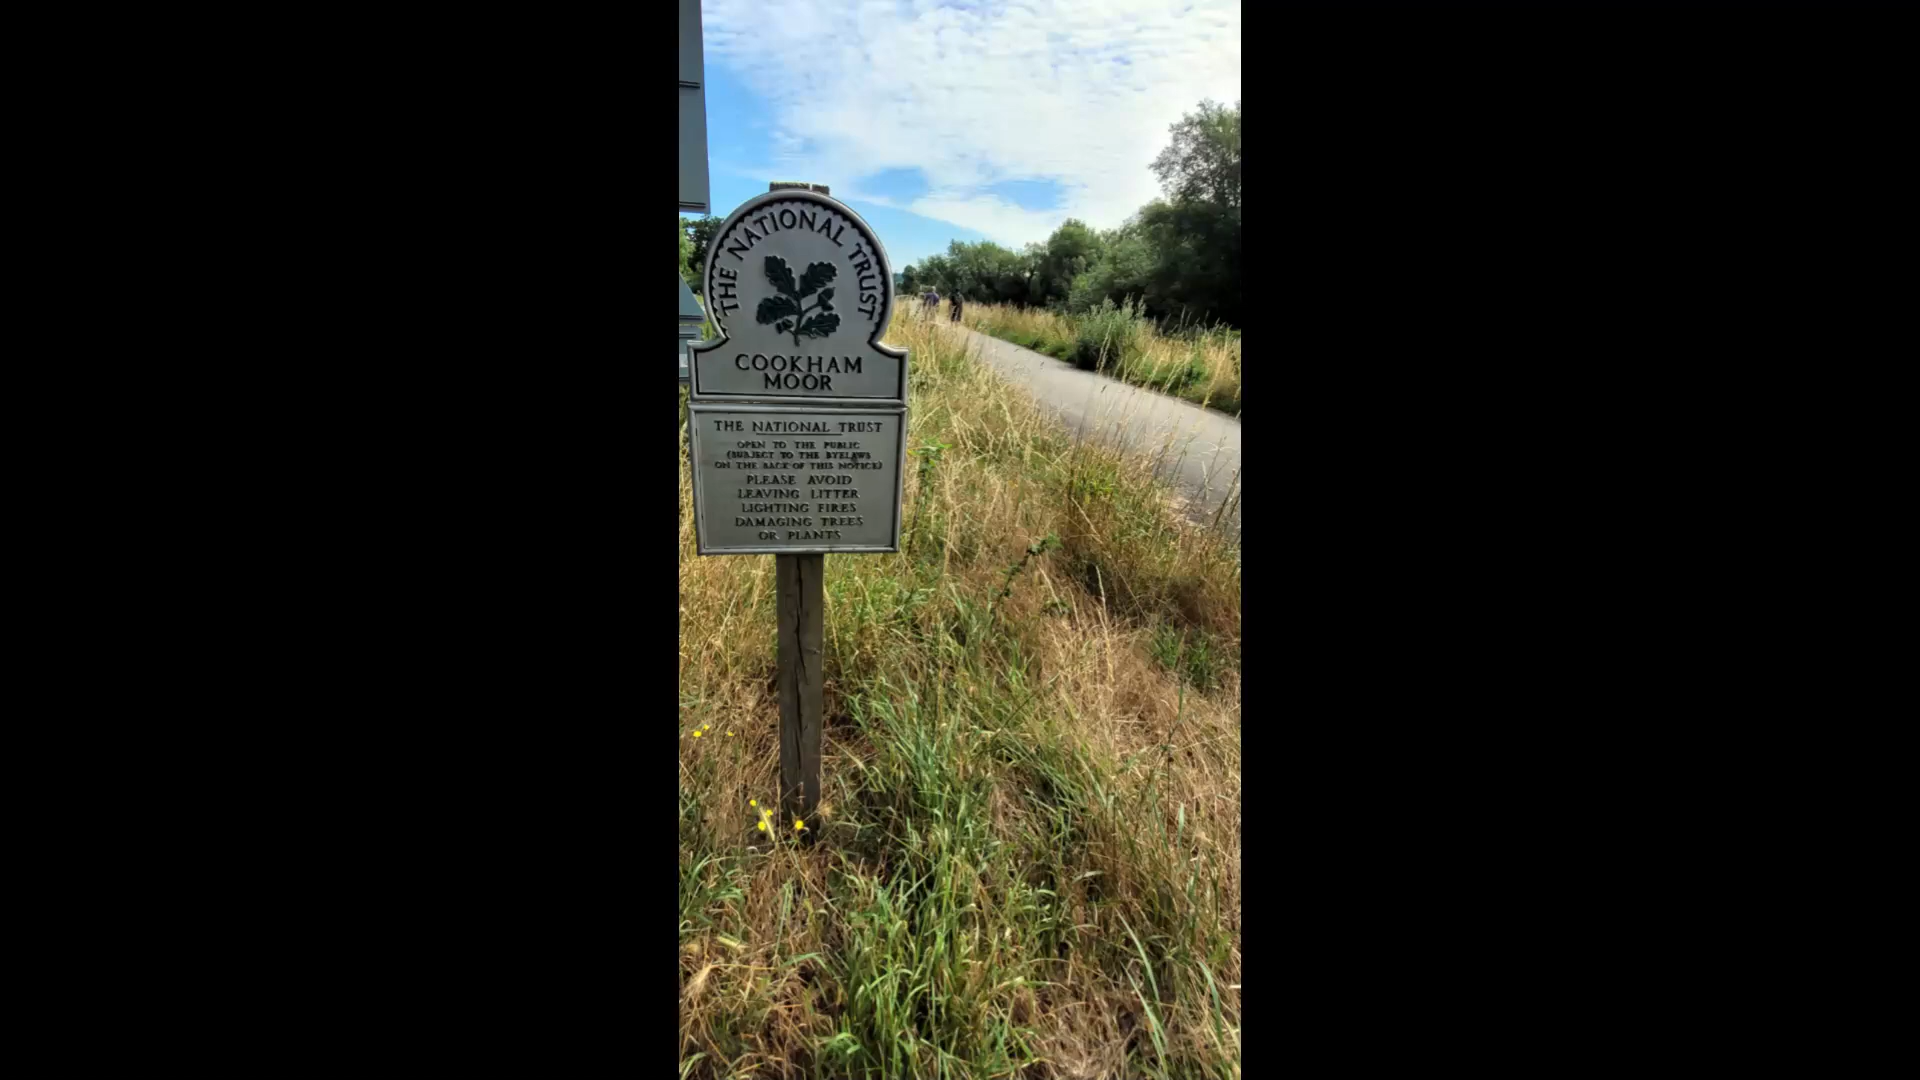 THE NATIONAL TRUST
COOKHAM
MOOR
THE NATIONAL TRUST
OPEN TO THE PUBLIC
(SUBJECT TO THE BYELAWS
ON THE BACK OF THIS NOTICE)
PLEASE AVOID
LEAVING LITTER
LIGHTING FIRES
DAMAGING TREES
OR PLANTS